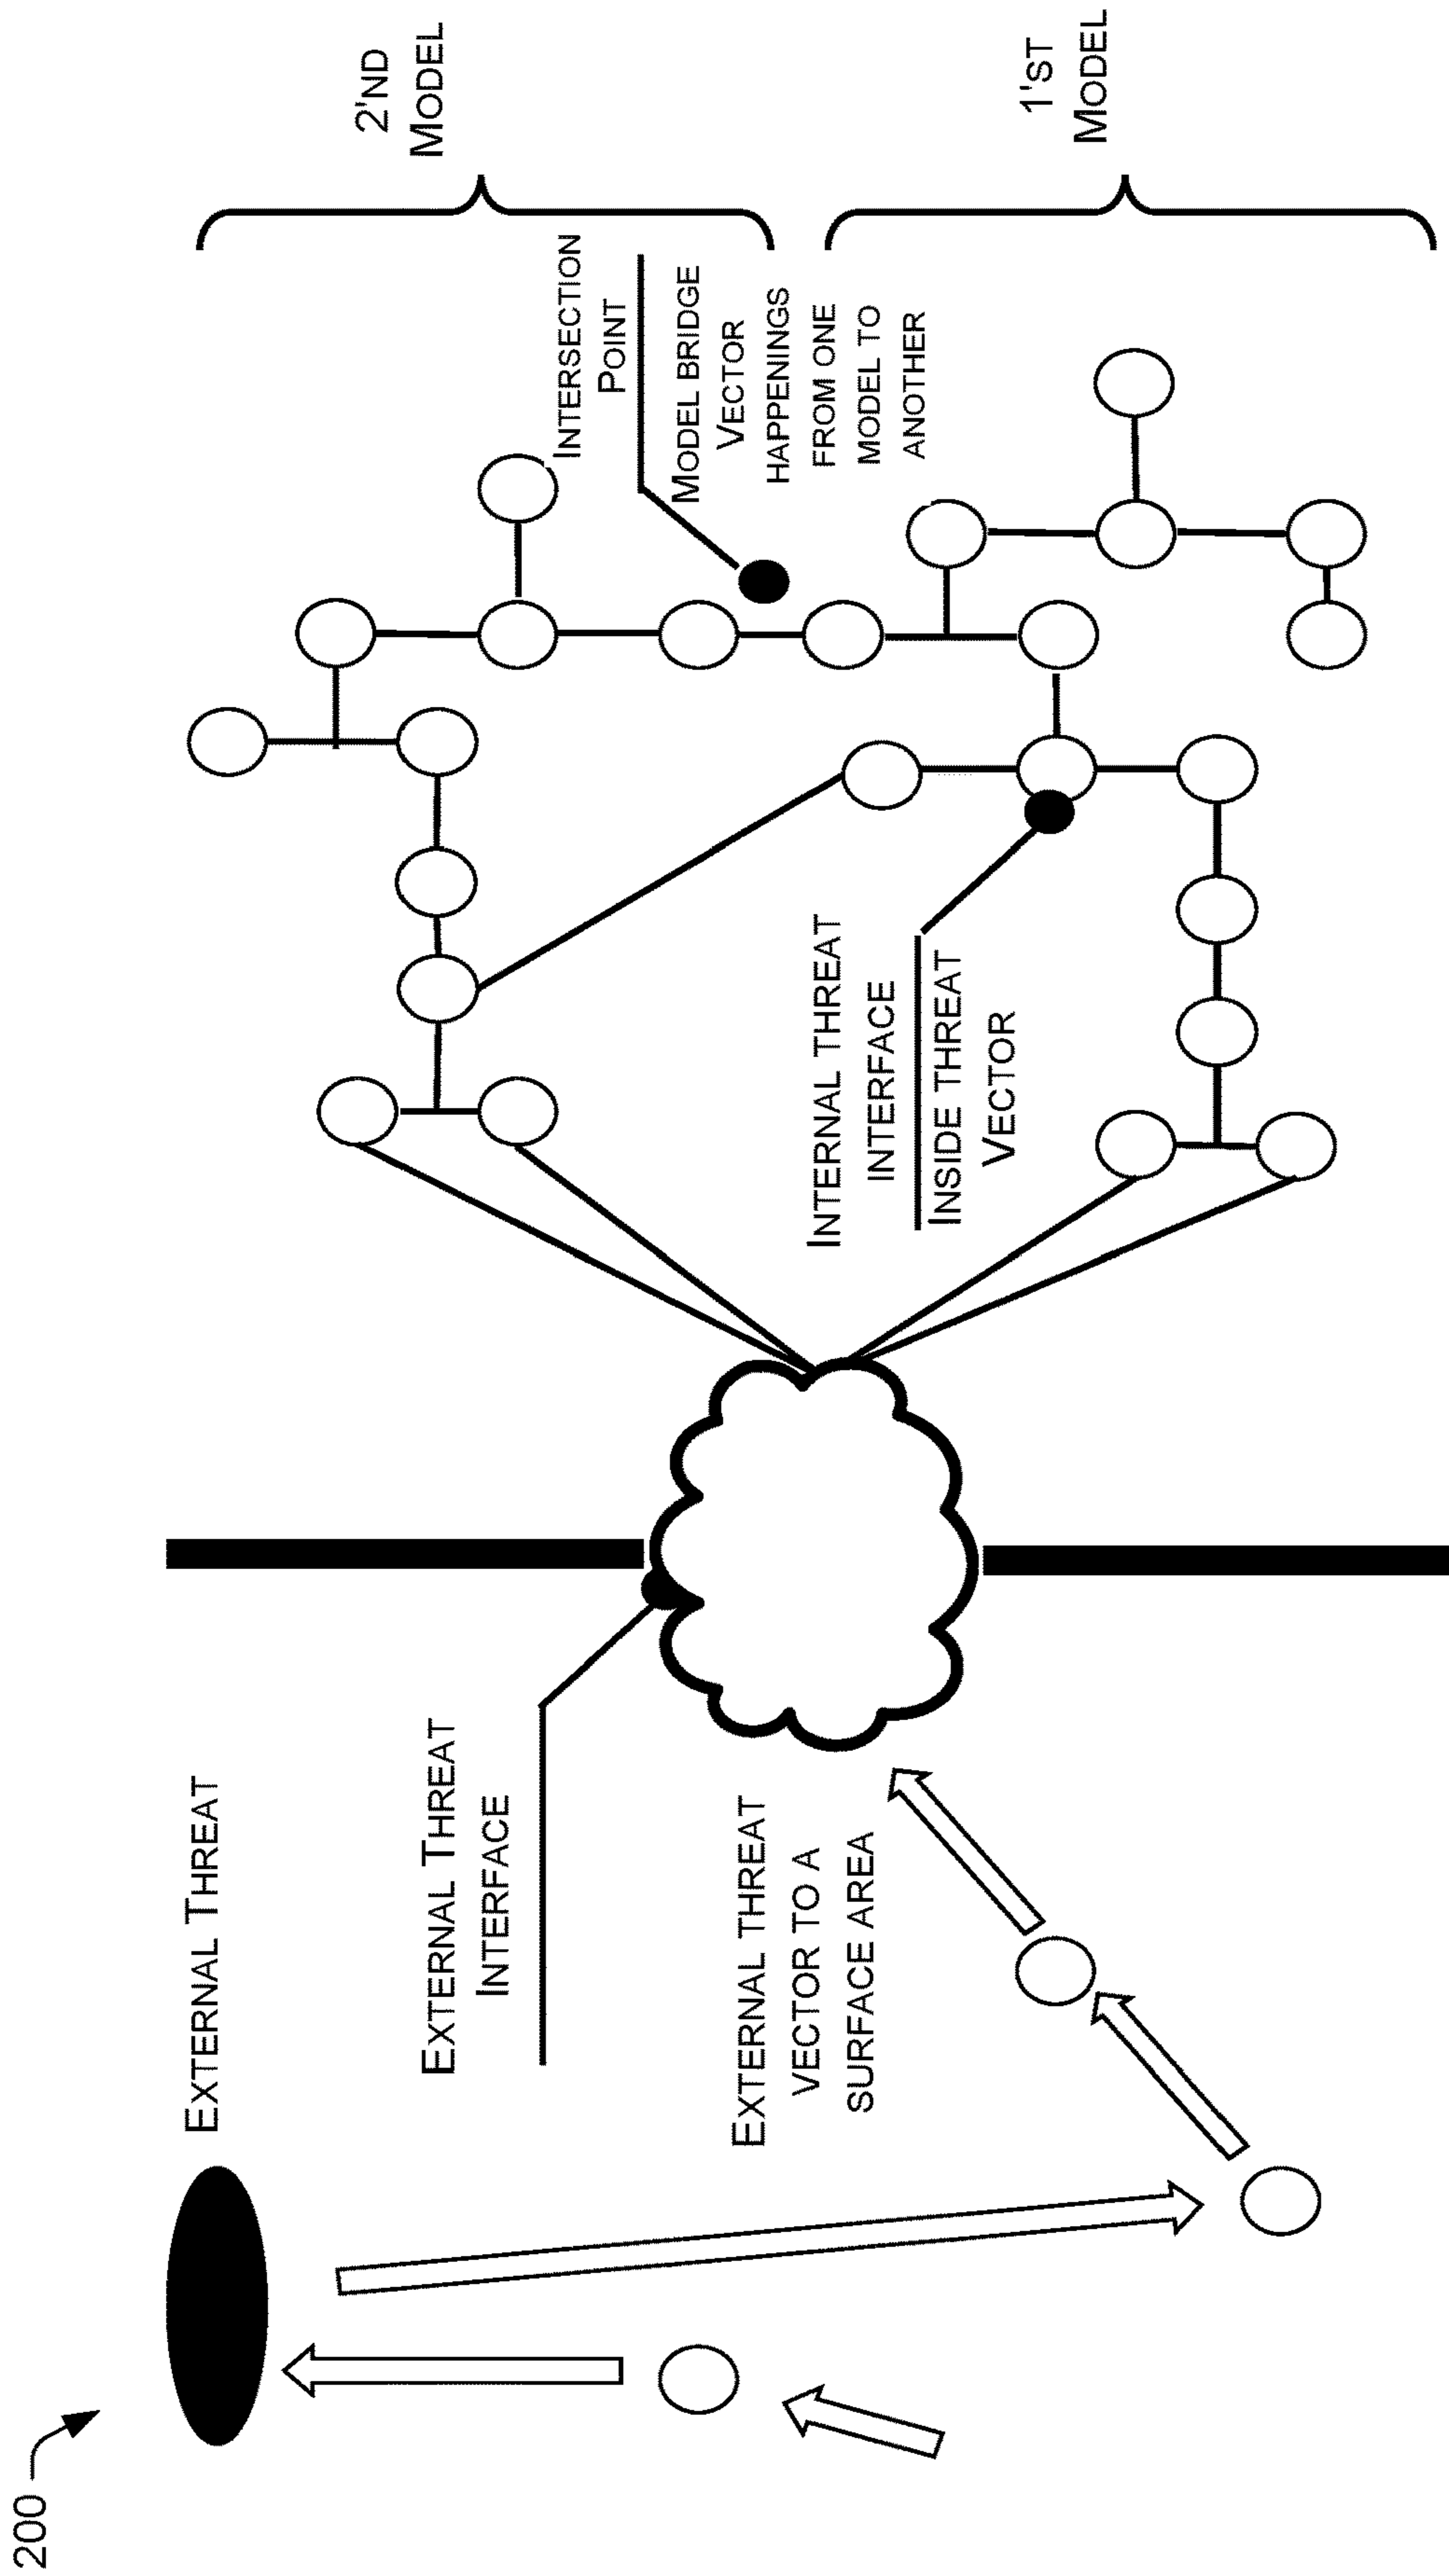 200
EXTERNAL THREAT
EXTERNAL THREAT
INTERFACE
EXTERNAL THREAT
VECTOR TO A
SURFACE AREA
INTERNAL THREAT
INTERFACE
INSIDE THREAT
VECTOR
INTERSECTION
POINT
MODEL BRIDGE
VECTOR
HAPPENINGS
FROM ONE
MODEL TO
ANOTHER
2'ND
MODEL
1'ST
MODEL